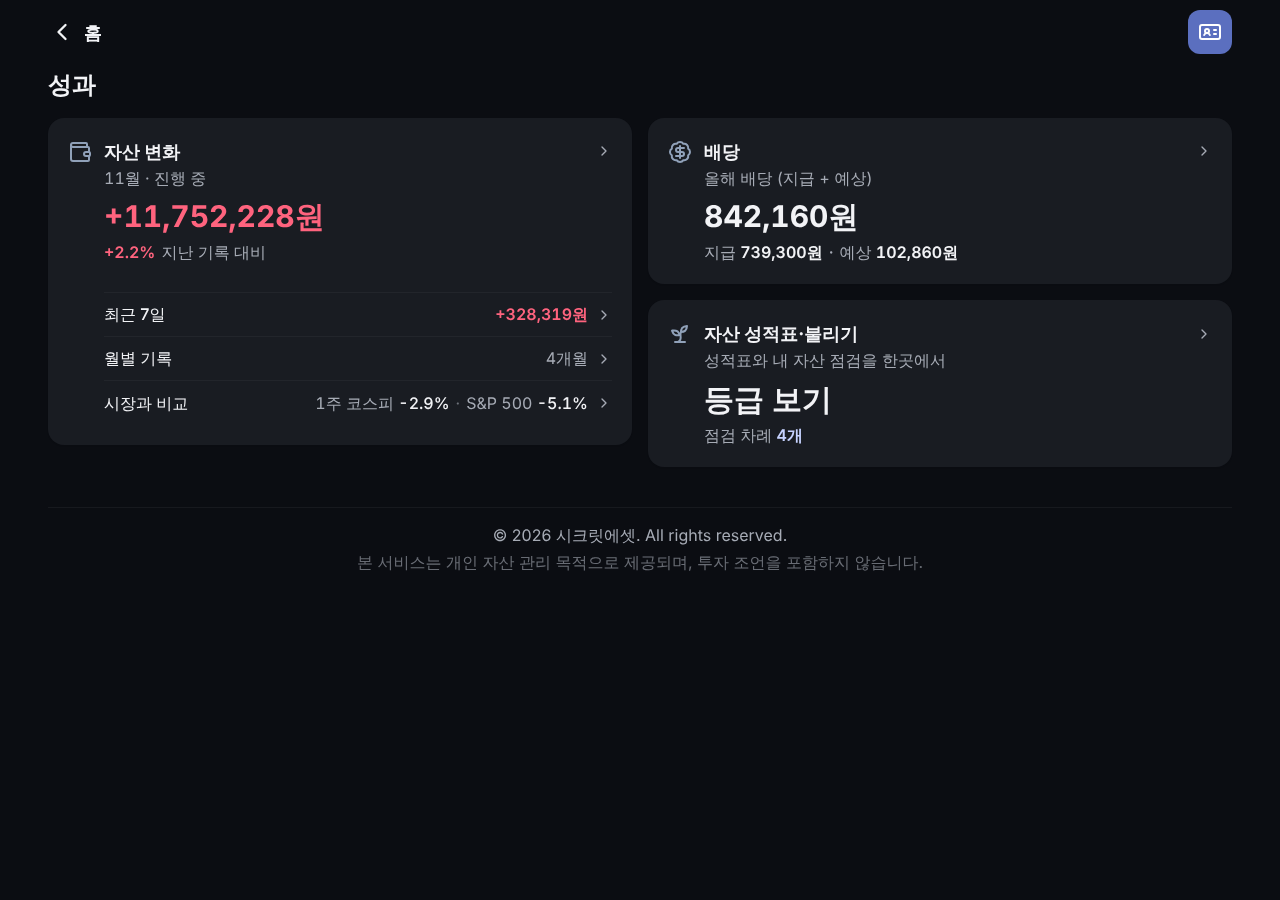 홈
성과
자산 변화
11월 · 진행 중
+11,752,228원
+2.2% 지난 기록 대비
최근 7일 +328,319원
월별 기록 4개월
시장과 비교 1주 코스피 -2.9% · S&P 500 -5.1%
배당
올해 배당 (지급 + 예상)
842,160원
지급 739,300원 · 예상 102,860원
자산 성적표·불리기
성적표와 내 자산 점검을 한곳에서
등급 보기
점검 차례 4개
© 2026 시크릿에셋. All rights reserved.
본 서비스는 개인 자산 관리 목적으로 제공되며, 투자 조언을 포함하지 않습니다.